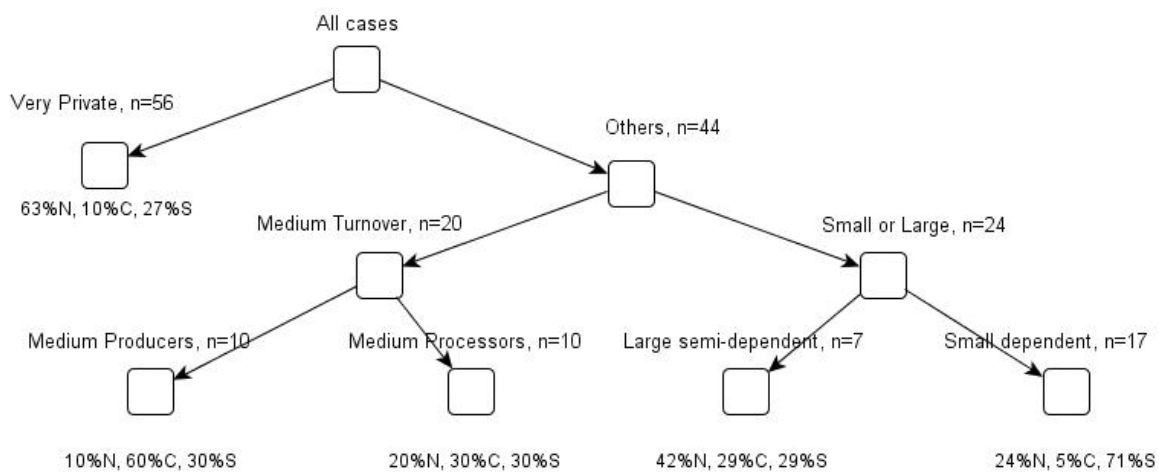 All cases
Very Private, n=56
Others, n=44
63%N, 10%C, 27%S
Medium Turnover, n=20
Small or Large, n=24
Medium Producers, n=10
Medium Processors, n=10
Large semi-dependent, n=7
Small dependent, n=17
10%N, 60%C, 30%S
20%N, 30%C, 30%S
42%N, 29%C, 29%S
24%N, 5%C, 71%S